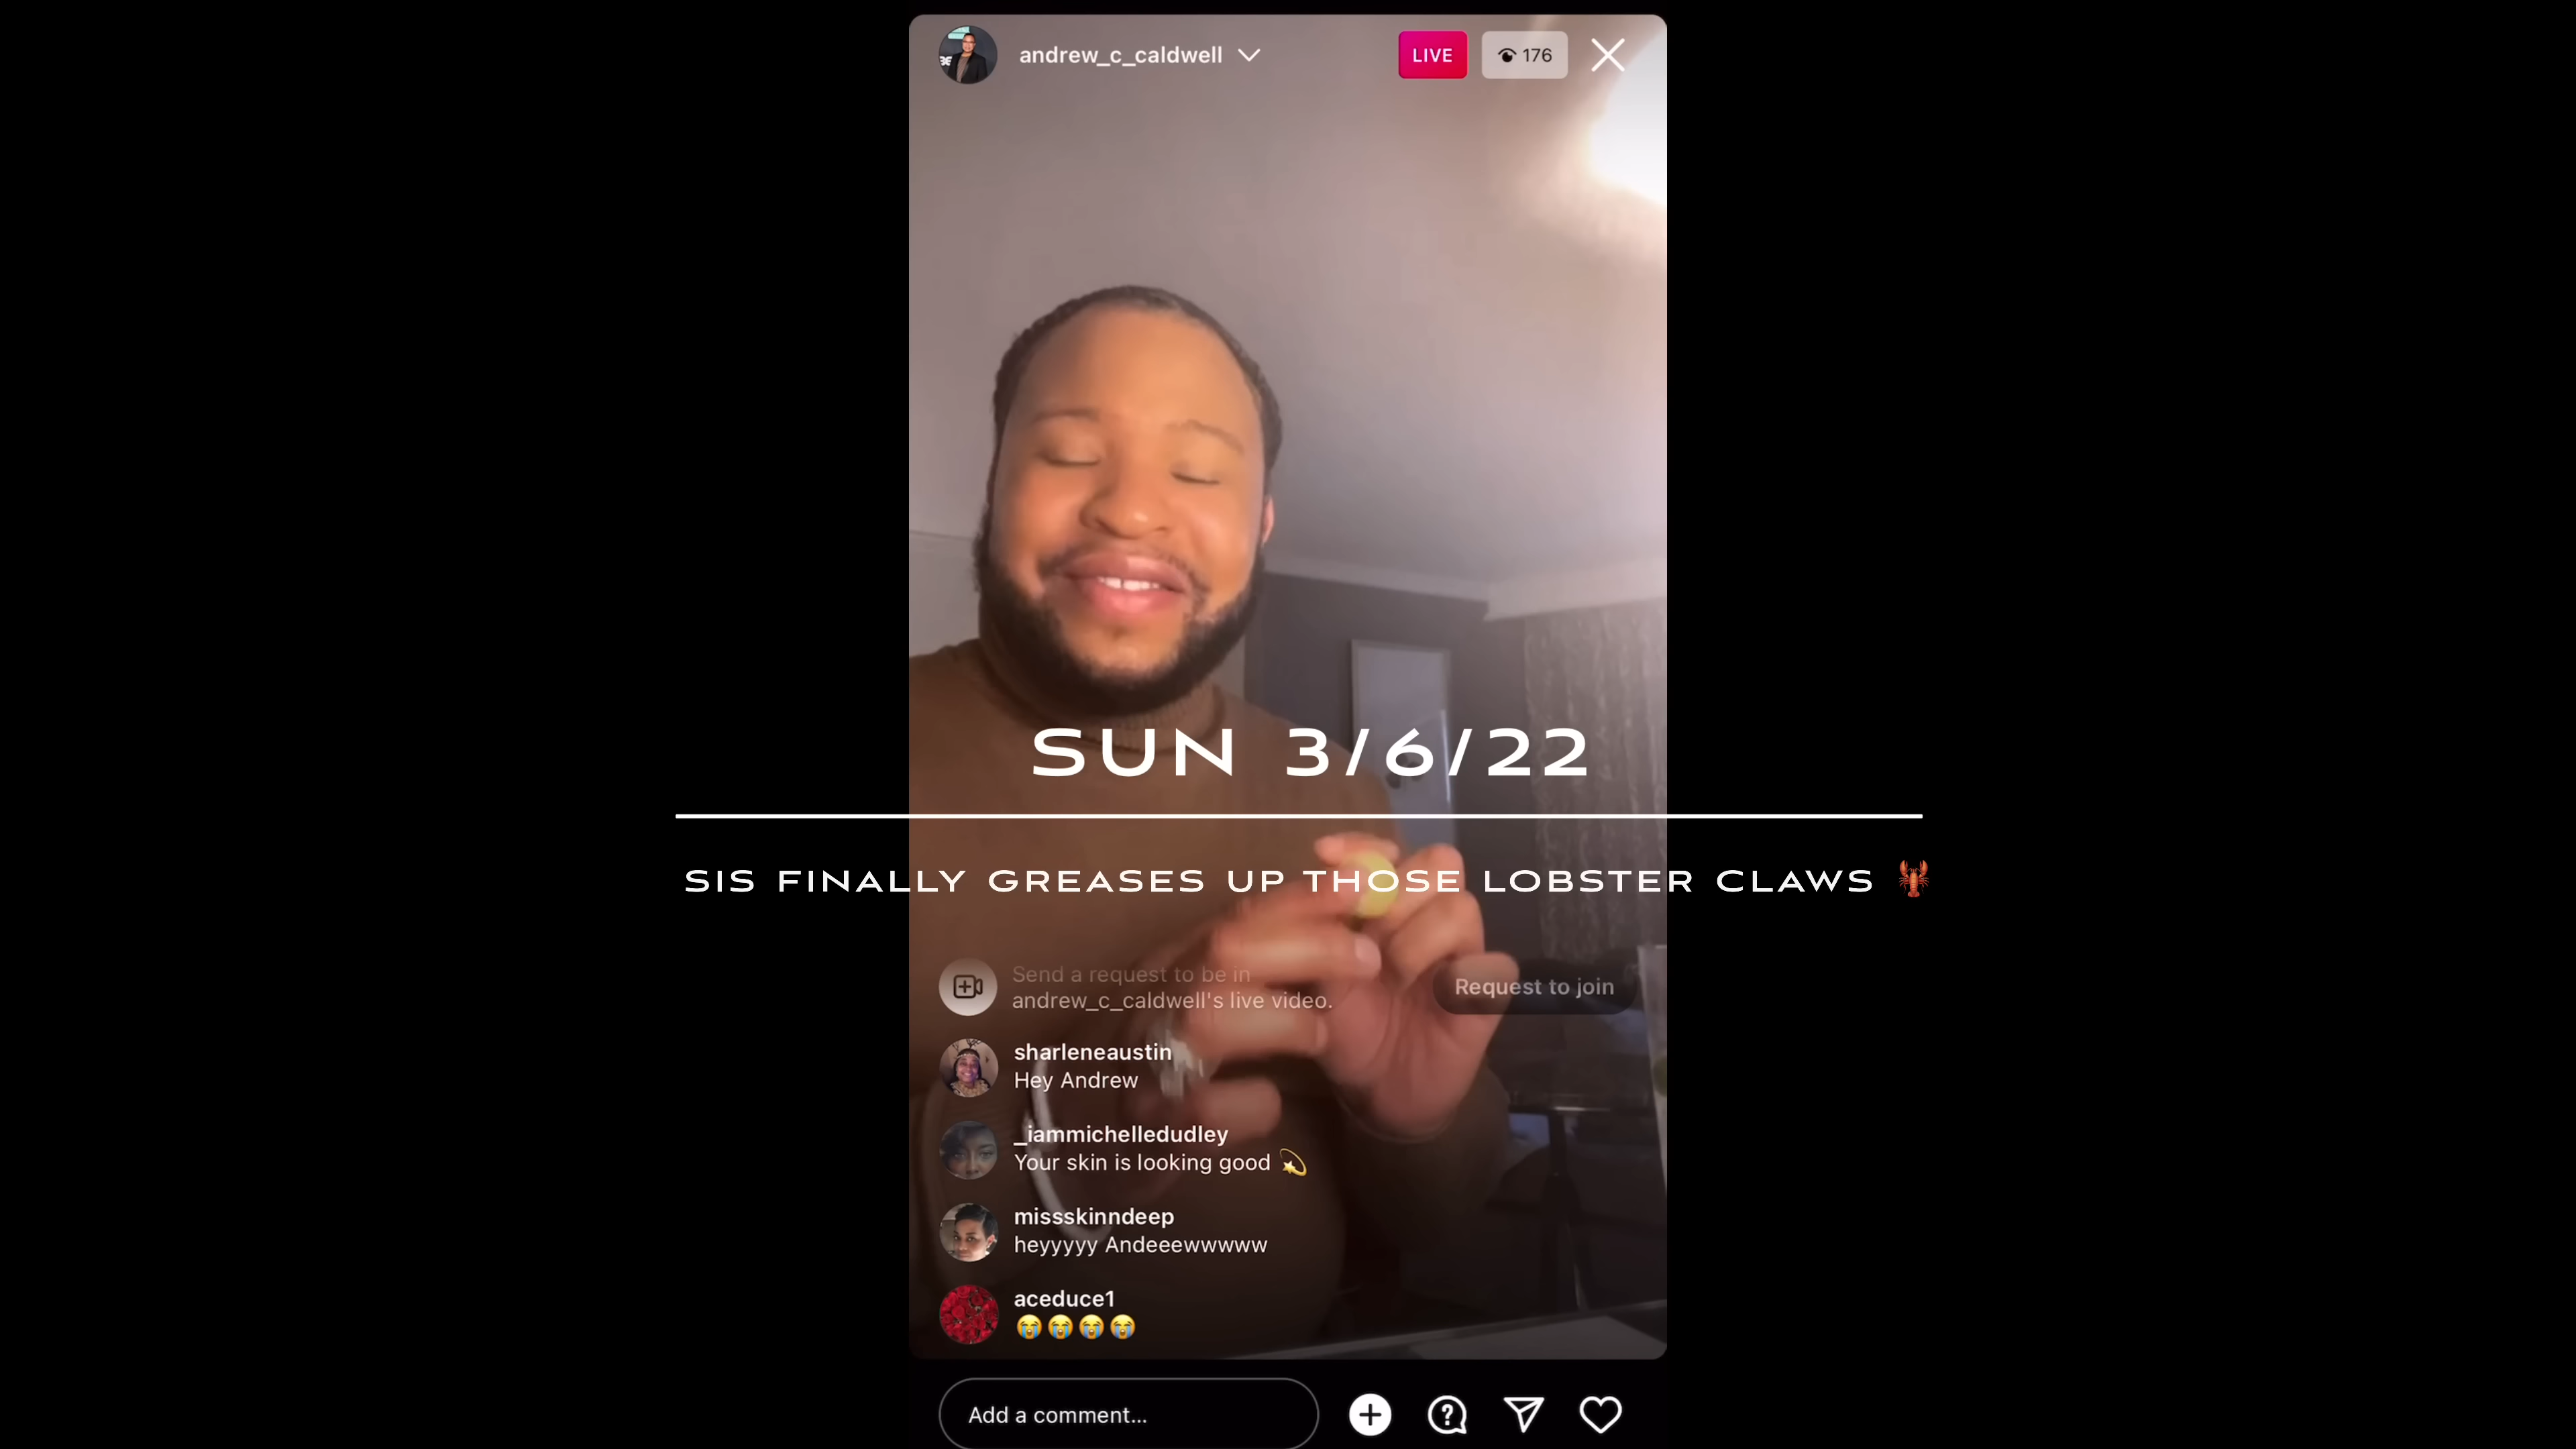 andrew_c_caldwell
LIVE
176
SUN 3/6/22
SIS FINALLY GREASES UP THOSE LOBSTER CLAWS 🦞
Send a request to be in
andrew_c_caldwell's live video.
Request to join
sharleneaustin
Hey Andrew
_iammichelledudley
Your skin is looking good 💫
missskinndeep
heyyyyy Andeeewwwww
aceduce1
😭😭😭😭
Add a comment...